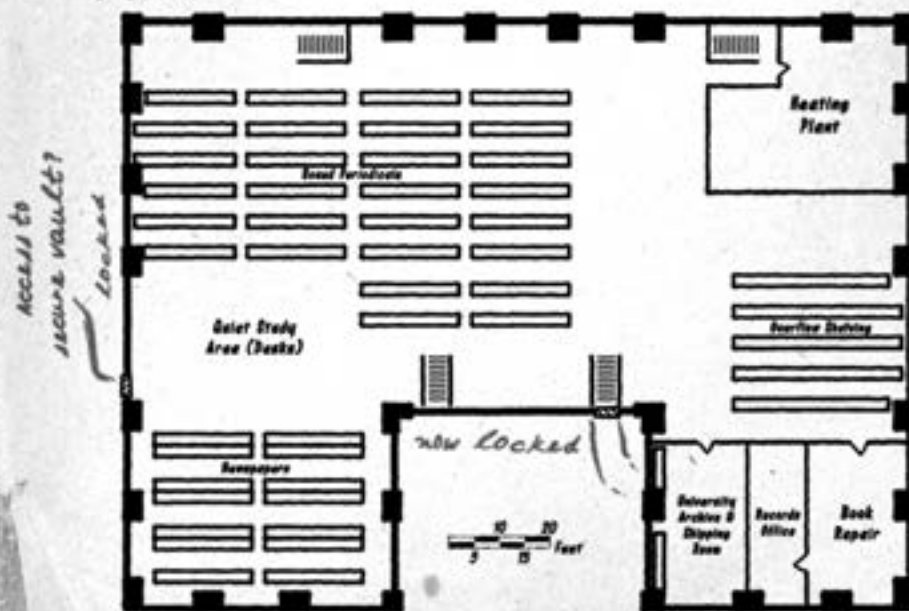 Heating
Plant
Bound Periodicals
access to
secure vault?
locked
Quiet Study
Area (Desks)
Overflow Shelving
now locked
Newspapers
10 20
5 15
Feet
University
Archive &
Shipping
Room
Records
Office
Book
Repair